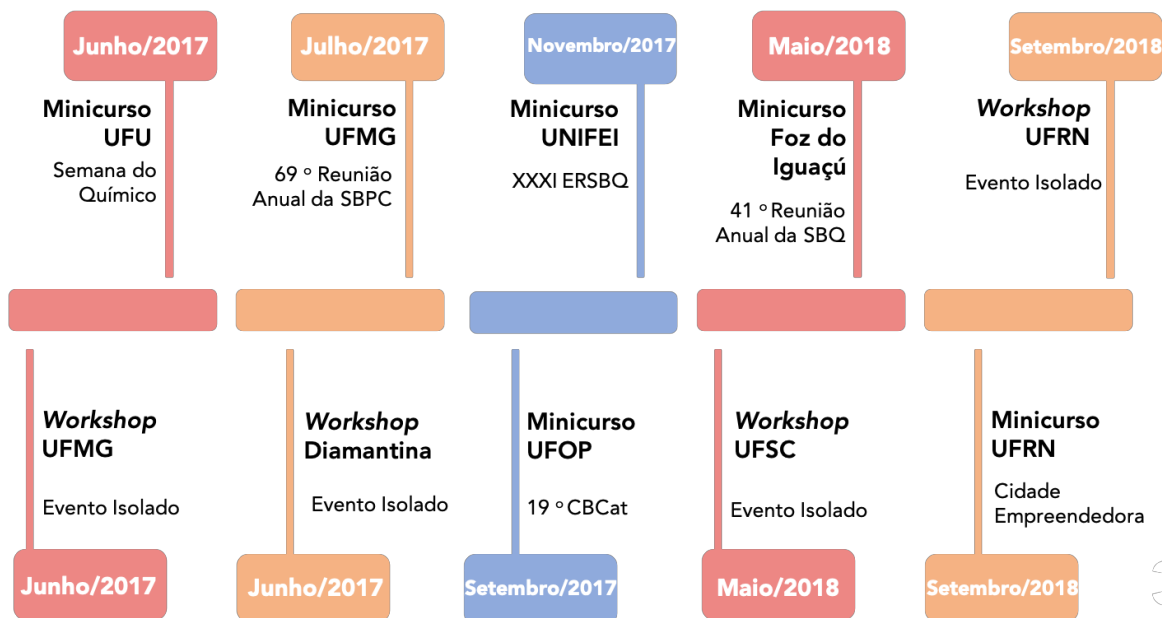 Junho/2017
Minicurso
UFU
Semana do
Químico
Julho/2017
Minicurso
UFMG
69 º Reunião
Anual da SBPC
Novembro/2017
Minicurso
UNIFEI
XXXI ERSBQ
Maio/2018
Minicurso
Foz do
Iguaçú
41 º Reunião
Anual da SBQ
Setembro/2018
Workshop
UFRN
Evento Isolado
Workshop
UFMG
Evento Isolado
Junho/2017
Workshop
Diamantina
Evento Isolado
Junho/2017
Minicurso
UFOP
19 º CBCat
Setembro/2017
Workshop
UFSC
Evento Isolado
Maio/2018
Minicurso
UFRN
Cidade
Empreendedora
Setembro/2018